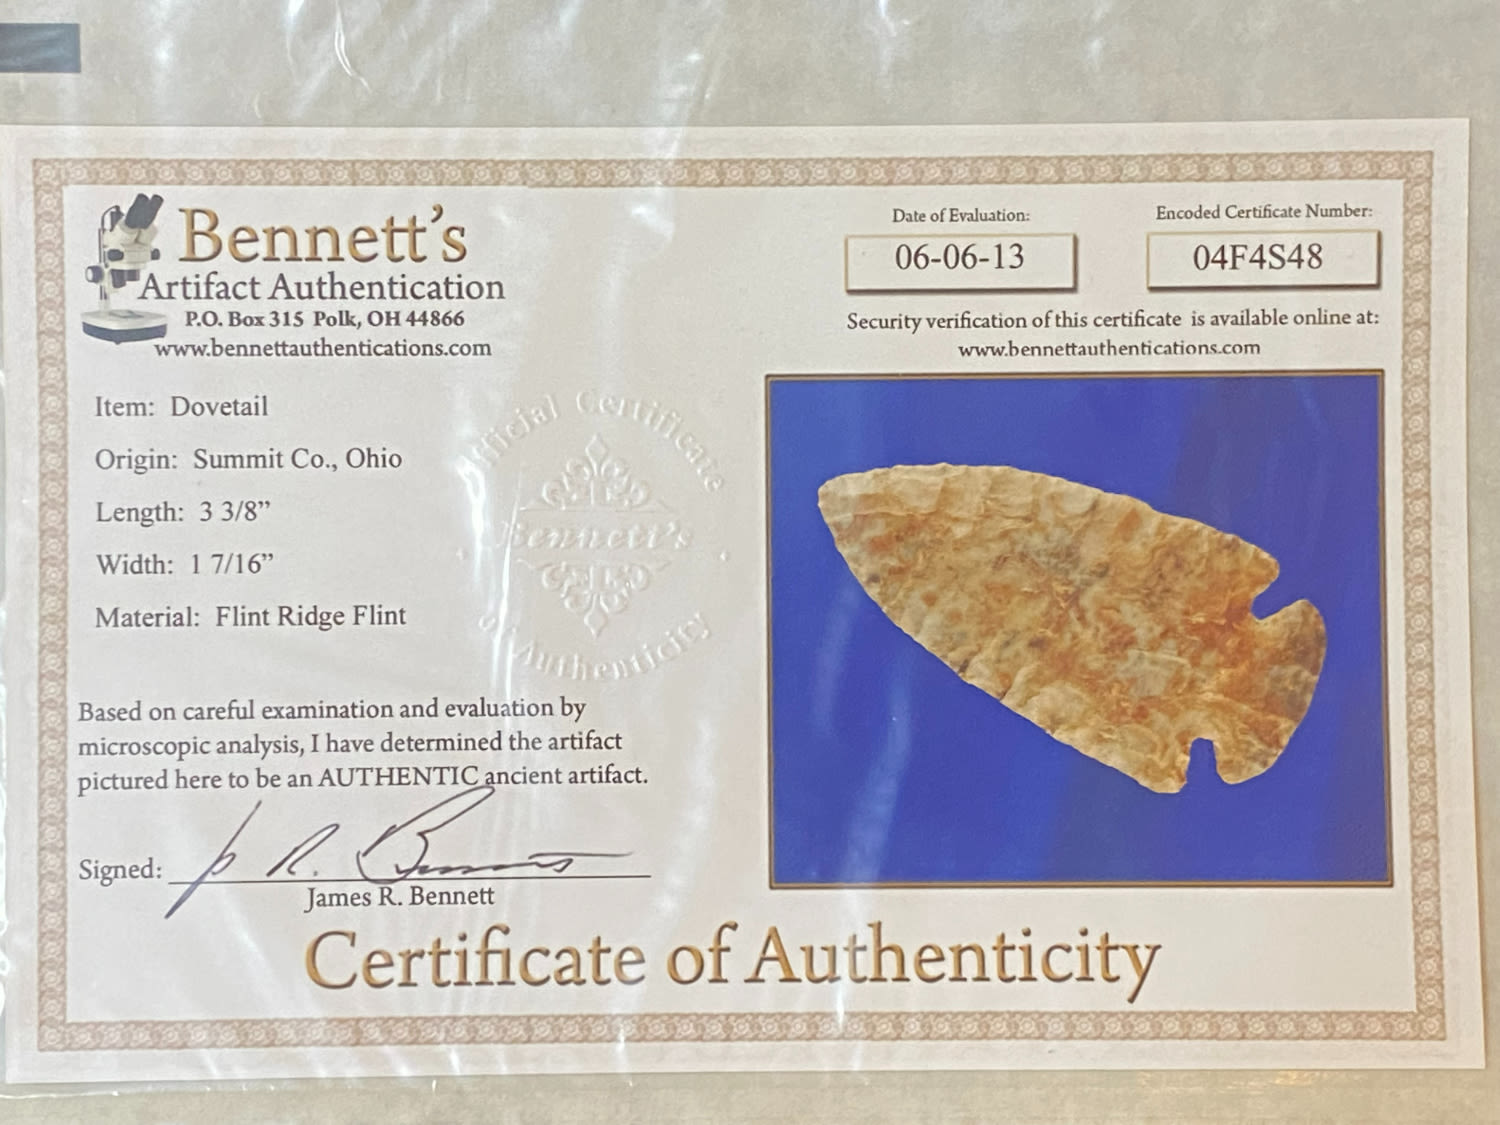 Bennett's
Artifact Authentication
P.O. Box 315 Polk, OH 44866
www.bennettauthentications.com
Date of Evaluation:
06-06-13
Encoded Certificate Number:
04F4S48
Security verification of this certificate is available online at:
www.bennettauthentications.com
Item: Dovetail
Origin: Summit Co., Ohio
Length: 3 3/8”
Width: 1 7/16”
Material: Flint Ridge Flint
Official Certificate
Bennett's
of Authenticity
Based on careful examination and evaluation by
microscopic analysis, I have determined the artifact
pictured here to be an AUTHENTIC ancient artifact.
Signed: J R. Bennett
James R. Bennett
Certificate of Authenticity